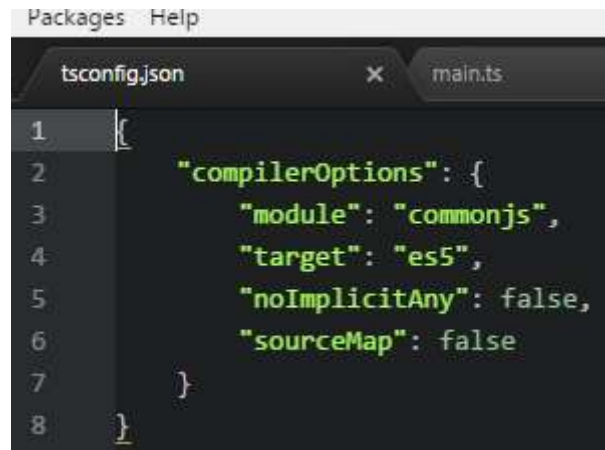 Packages Help
tsconfig.json × main.ts
1 {
2 "compilerOptions": {
3 "module": "commonjs",
4 "target": "es5",
5 "noImplicitAny": false,
6 "sourceMap": false
7 }
8 }